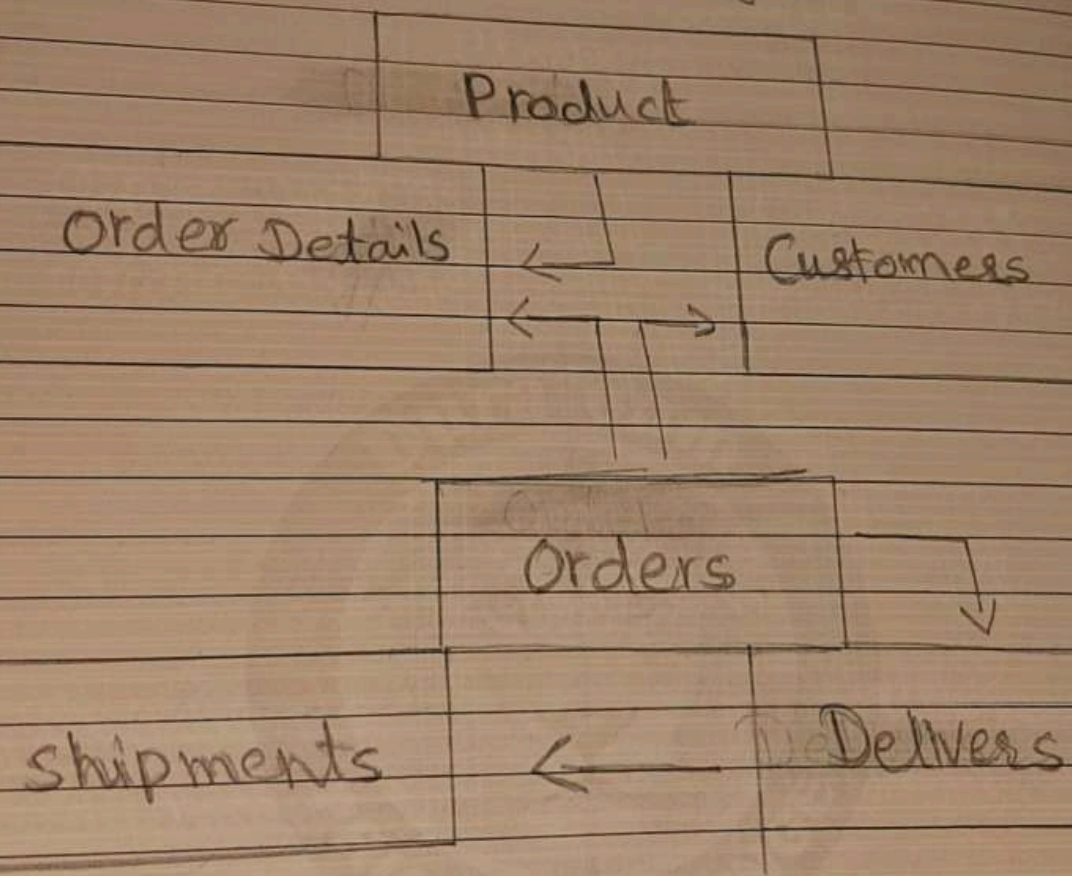 Product
Order Details
Customers
Orders
Shipments
Delivers